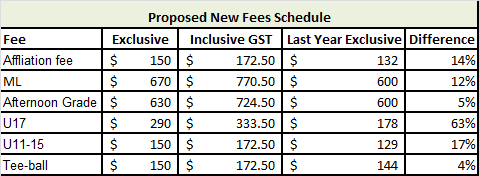 Proposed New Fees Schedule
Fee Exclusive Inclusive GST Last Year Exclusive Difference
Affliation fee $ 150 $ 172.50 $ 132 14%
ML $ 670 $ 770.50 $ 600 12%
Afternoon Grade $ 630 $ 724.50 $ 600 5%
U17 $ 290 $ 333.50 $ 178 63%
U11-15 $ 150 $ 172.50 $ 129 17%
Tee-ball $ 150 $ 172.50 $ 144 4%